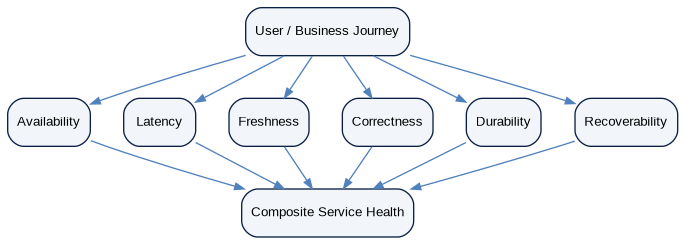 User / Business Journey
Availability
Latency
Freshness
Correctness
Durability
Recoverability
Composite Service Health